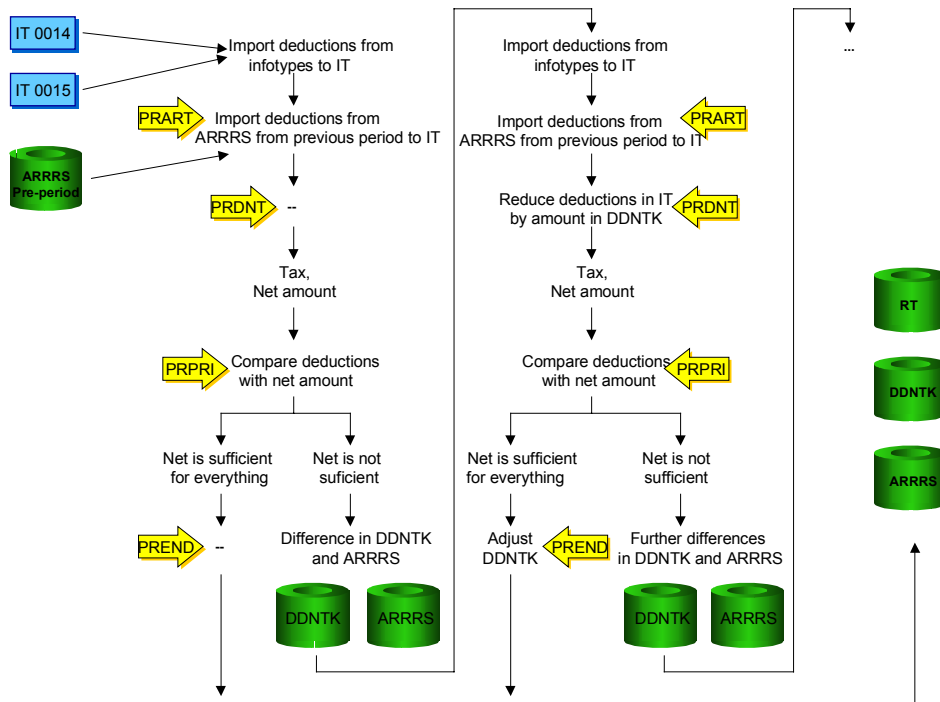 IT 0014
IT 0015
ARRRS
Pre-period
Import deductions from
infotypes to IT
PRART
Import deductions from
ARRRS from previous period to IT
PRDNT
--
Tax,
Net amount
PRPRI
Compare deductions
with net amount
Net is sufficient
for everything
Net is not
suficient
PREND
--
Difference in DDNTK
and ARRRS
DDNTK
ARRRS
Import deductions from
infotypes to IT
Import deductions from
ARRRS from previous period to IT
PRART
Reduce deductions in IT
by amount in DDNTK
PRDNT
Tax,
Net amount
Compare deductions
with net amount
PRPRI
Net is sufficient
for everything
Net is not
sufficient
Adjust
DDNTK
PREND
Further differences
in DDNTK and ARRRS
DDNTK
ARRRS
...
RT
DDNTK
ARRRS